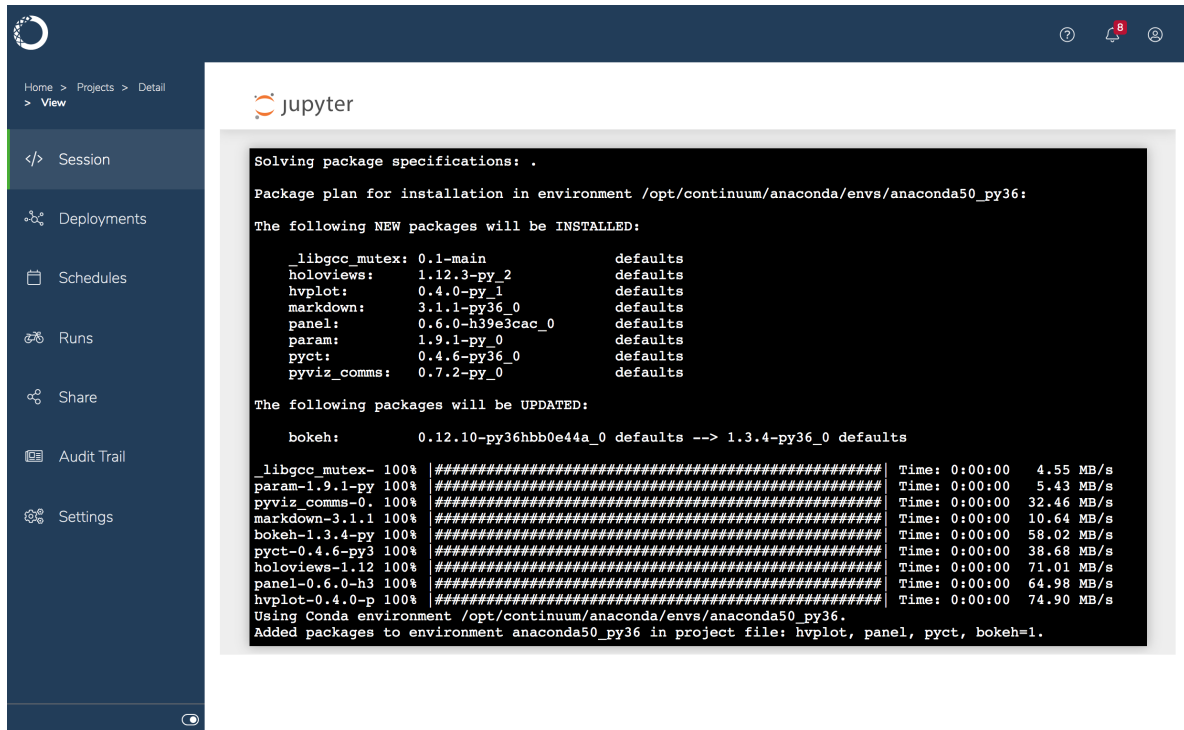 8
Home > Projects > Detail
> View
Session
Deployments
Schedules
Runs
Share
Audit Trail
Settings
jupyter
Solving package specifications: .
Package plan for installation in environment /opt/continuum/anaconda/envs/anaconda50_py36:
The following NEW packages will be INSTALLED:
_libgcc_mutex: 0.1-main defaults
holoviews: 1.12.3-py_2 defaults
hvplot: 0.4.0-py_1 defaults
markdown: 3.1.1-py36_0 defaults
panel: 0.6.0-h39e3cac_0 defaults
param: 1.9.1-py_0 defaults
pyct: 0.4.6-py36_0 defaults
pyviz_comms: 0.7.2-py_0 defaults
The following packages will be UPDATED:
bokeh: 0.12.10-py36hbb0e44a_0 defaults --> 1.3.4-py36_0 defaults
_libgcc_mutex- 100% |####################################################| Time: 0:00:00 4.55 MB/s
param-1.9.1-py 100% |####################################################| Time: 0:00:00 5.43 MB/s
pyviz_comms-0. 100% |####################################################| Time: 0:00:00 32.46 MB/s
markdown-3.1.1 100% |####################################################| Time: 0:00:00 10.64 MB/s
bokeh-1.3.4-py 100% |####################################################| Time: 0:00:00 58.02 MB/s
pyct-0.4.6-py3 100% |####################################################| Time: 0:00:00 38.68 MB/s
holoviews-1.12 100% |####################################################| Time: 0:00:00 71.01 MB/s
panel-0.6.0-h3 100% |####################################################| Time: 0:00:00 64.98 MB/s
hvplot-0.4.0-p 100% |####################################################| Time: 0:00:00 74.90 MB/s
Using Conda environment /opt/continuum/anaconda/envs/anaconda50_py36.
Added packages to environment anaconda50_py36 in project file: hvplot, panel, pyct, bokeh=1.